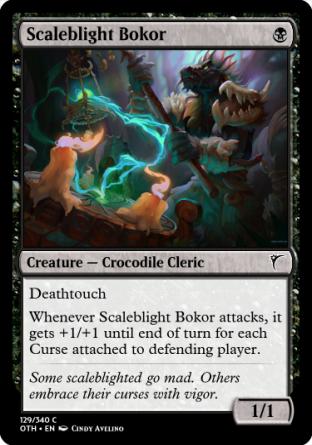 Scaleblight Bokor
Creature — Crocodile Cleric
Deathtouch
Whenever Scaleblight Bokor attacks, it
gets +1/+1 until end of turn for each
Curse attached to defending player.
Some scaleblighted go mad. Others
embrace their curses with vigor.
1/1
129/340 C
OTH • EN Cindy Avelino